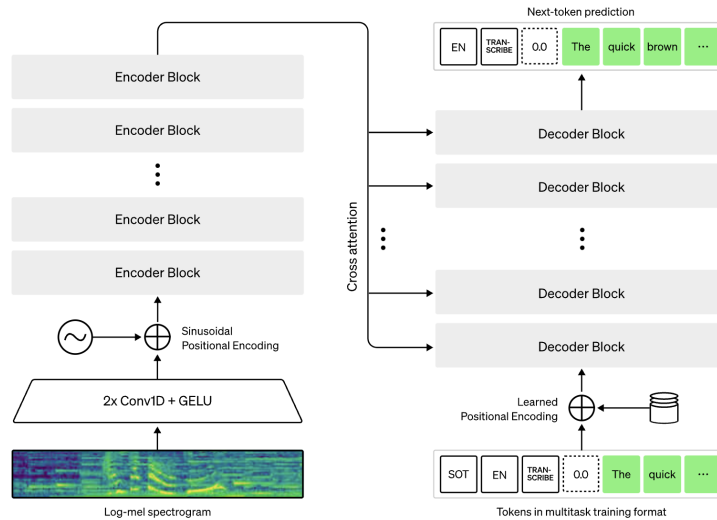 Next-token prediction
EN TRAN-SCRIBE 0.0 The quick brown ...
Encoder Block
Encoder Block
Encoder Block
Encoder Block
Sinusoidal
Positional Encoding
2x Conv1D + GELU
Log-mel spectrogram
Cross attention
Decoder Block
Decoder Block
Decoder Block
Decoder Block
Learned
Positional Encoding
SOT EN TRAN-SCRIBE 0.0 The quick ...
Tokens in multitask training format